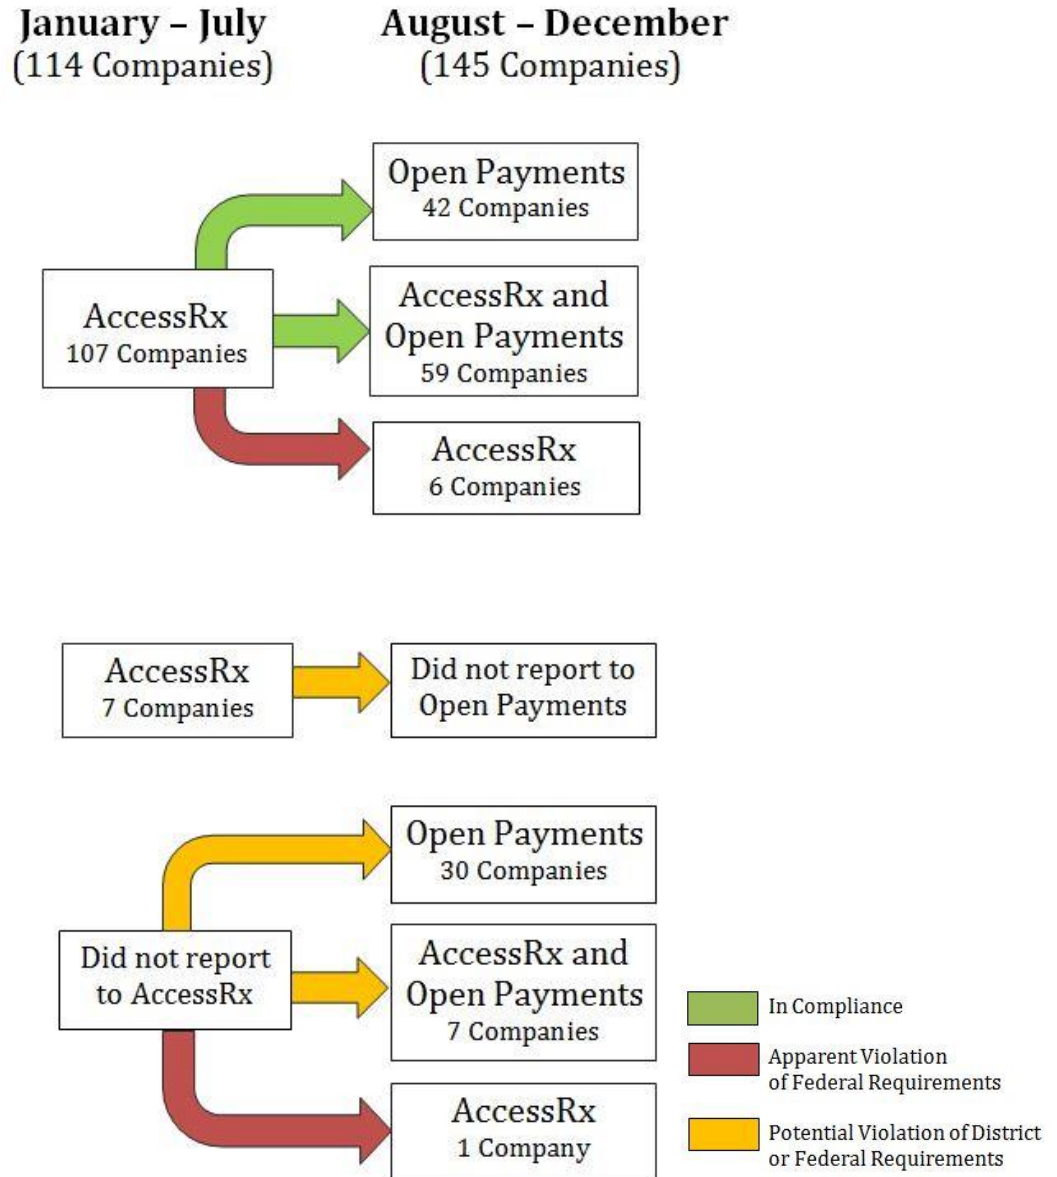 January – July
(114 Companies)
August – December
(145 Companies)
AccessRx
107 Companies
Open Payments
42 Companies
AccessRx and
Open Payments
59 Companies
AccessRx
6 Companies
AccessRx
7 Companies
Did not report to
Open Payments
Did not report
to AccessRx
Open Payments
30 Companies
AccessRx and
Open Payments
7 Companies
AccessRx
1 Company
In Compliance
Apparent Violation
of Federal Requirements
Potential Violation of District
or Federal Requirements